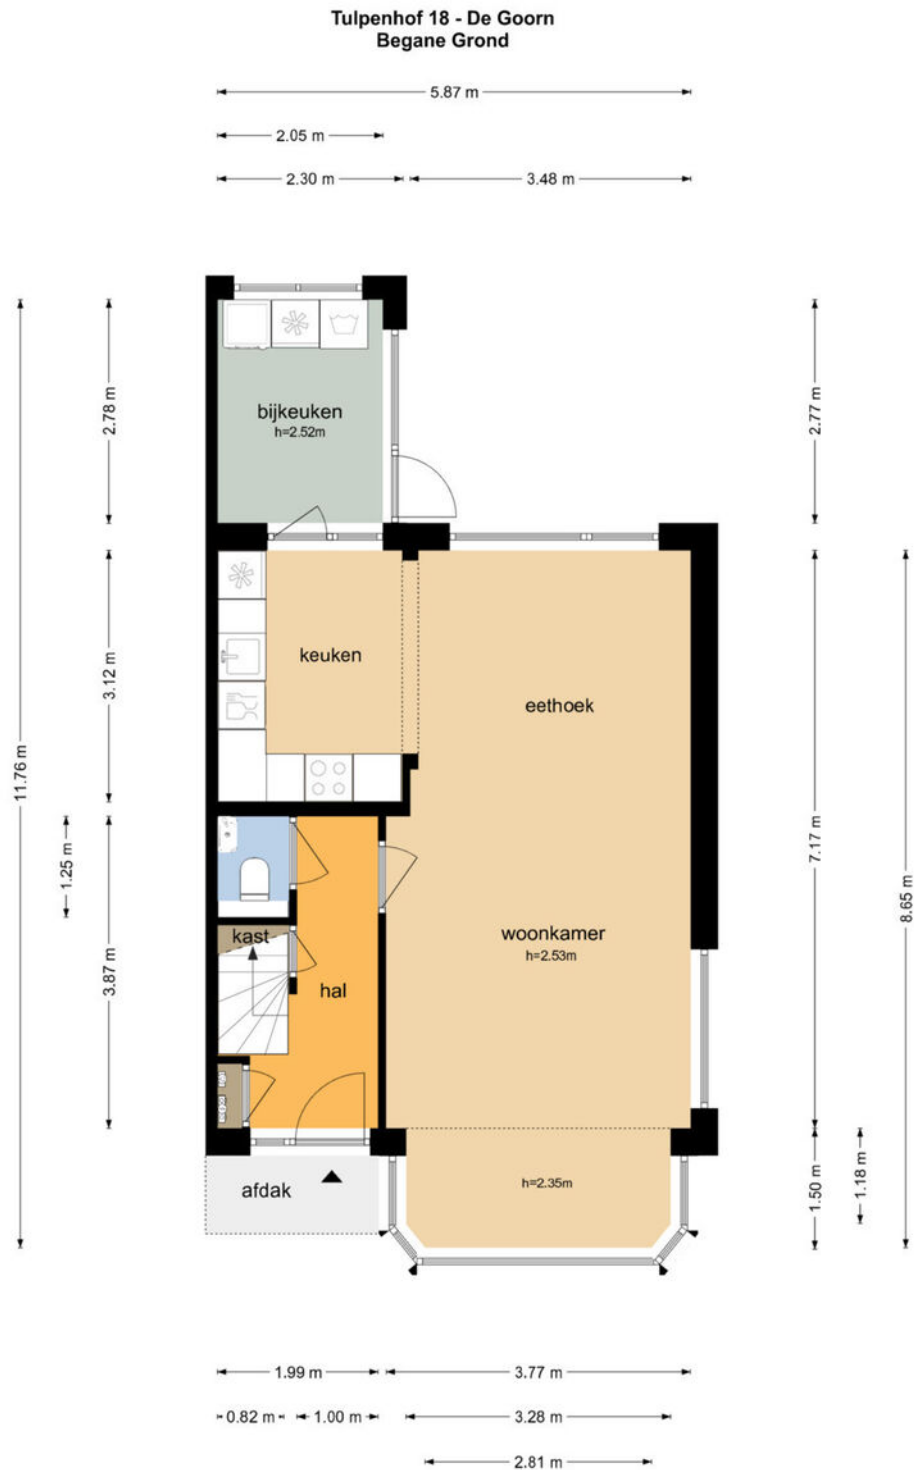 Tulpenhof 18 - De Goorn
Begane Grond
5.87 m
2.05 m
2.30 m
3.48 m
11.76 m
2.78 m
bijkeuken
h=2.52m
2.77 m
3.12 m
keuken
eethoek
1.25 m
3.87 m
7.17 m
8.65 m
kast
hal
woonkamer
h=2.53m
afdak
h=2.35m
1.50 m
1.18 m
1.99 m
3.77 m
0.82 m
1.00 m
3.28 m
2.81 m